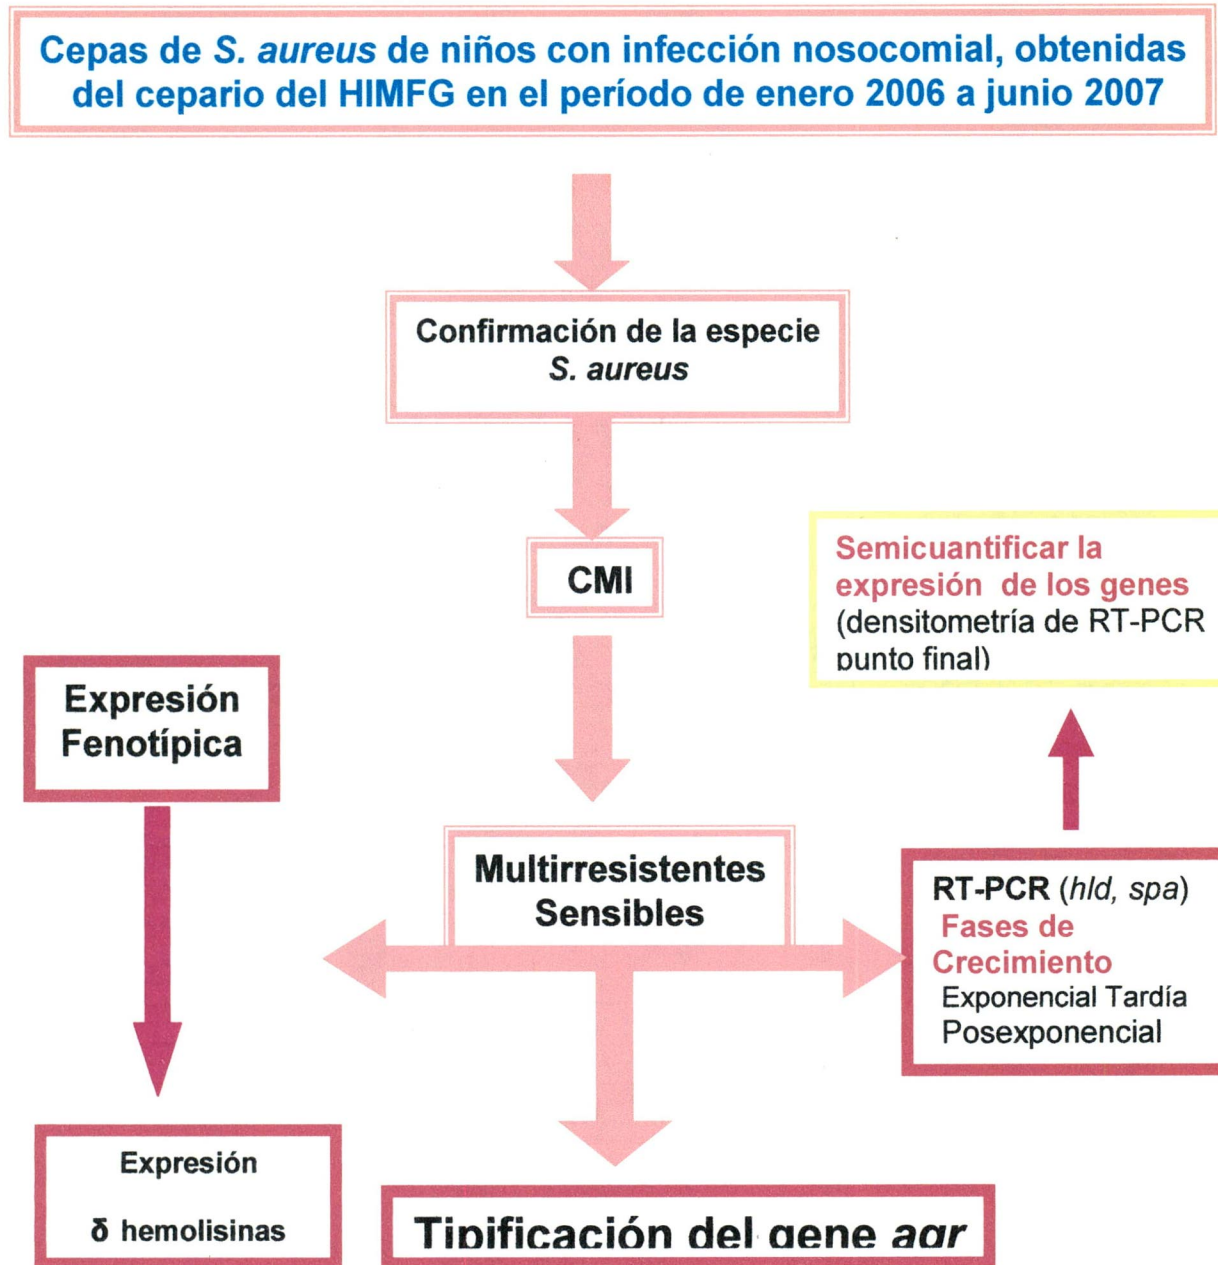 Cepas de S. aureus de niños con infección nosocomial, obtenidas
del cepario del HIMFG en el período de enero 2006 a junio 2007
Confirmación de la especie
S. aureus
CMI
Semicuantificar la
expresión de los genes
(densitometría de RT-PCR
punto final)
Expresión
Fenotípica
Multirresistentes
Sensibles
RT-PCR (hld, spa)
Fases de
Crecimiento
Exponencial Tardía
Posexponencial
Expresión
δ hemolisinas
Tipificación del gene agr